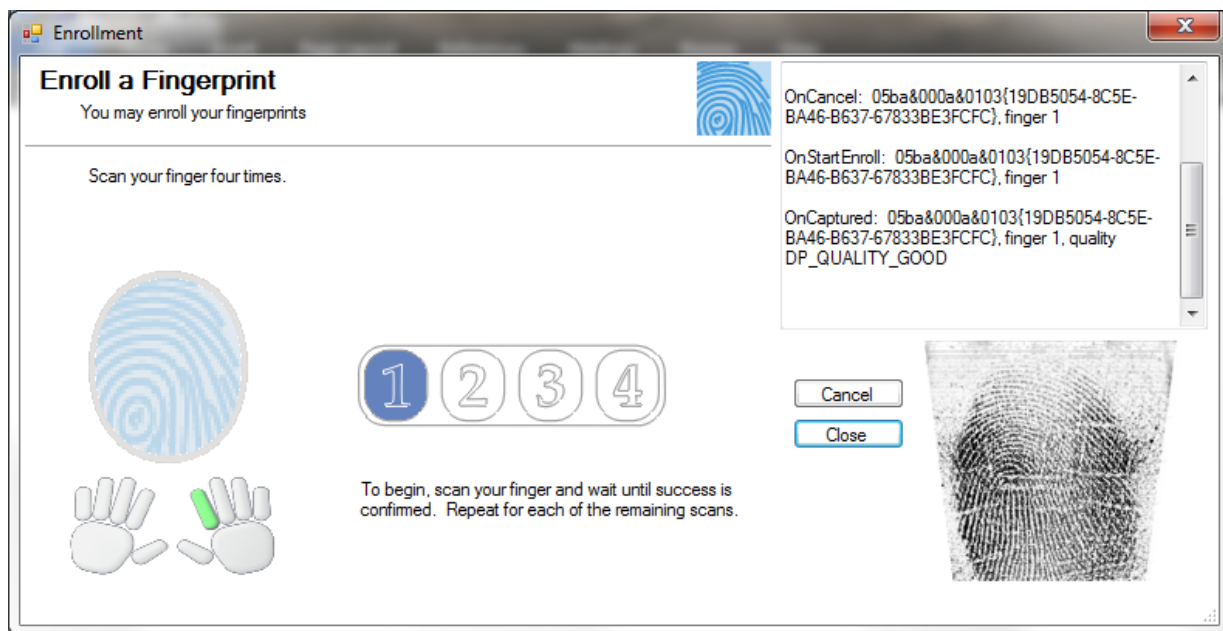 Enrollment
X
Enroll a Fingerprint
You may enroll your fingerprints
Scan your finger four times.
1 2 3 4
To begin, scan your finger and wait until success is
confirmed. Repeat for each of the remaining scans.
OnCancel: 05ba&000a&0103{19DB5054-8C5E-
BA46-B637-67833BE3FCFC}, finger 1
OnStartEnroll: 05ba&000a&0103{19DB5054-8C5E-
BA46-B637-67833BE3FCFC}, finger 1
OnCaptured: 05ba&000a&0103{19DB5054-8C5E-
BA46-B637-67833BE3FCFC}, finger 1, quality
DP_QUALITY_GOOD
Cancel
Close